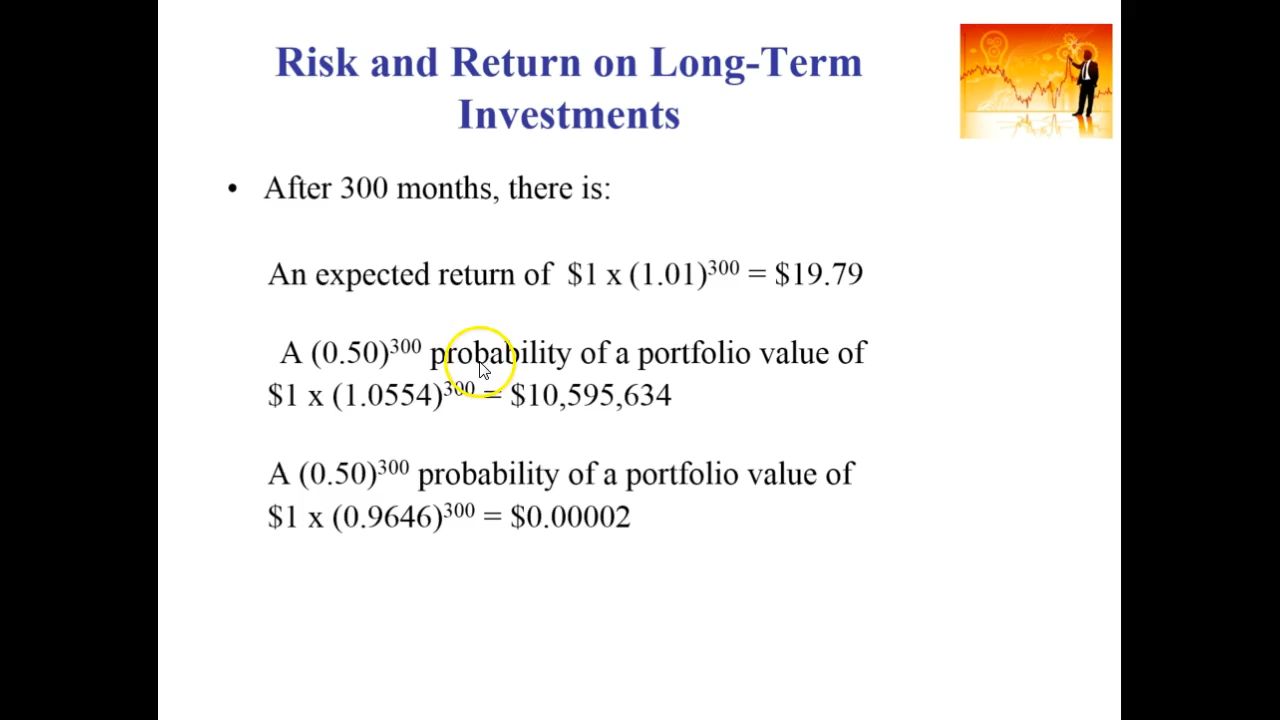 Risk and Return on Long-Term
Investments
• After 300 months, there is:
An expected return of $1 x (1.01)³⁰⁰ = $19.79
A (0.50)³⁰⁰ probability of a portfolio value of
$1 x (1.0554)³⁰⁰ = $10,595,634
A (0.50)³⁰⁰ probability of a portfolio value of
$1 x (0.9646)³⁰⁰ = $0.00002